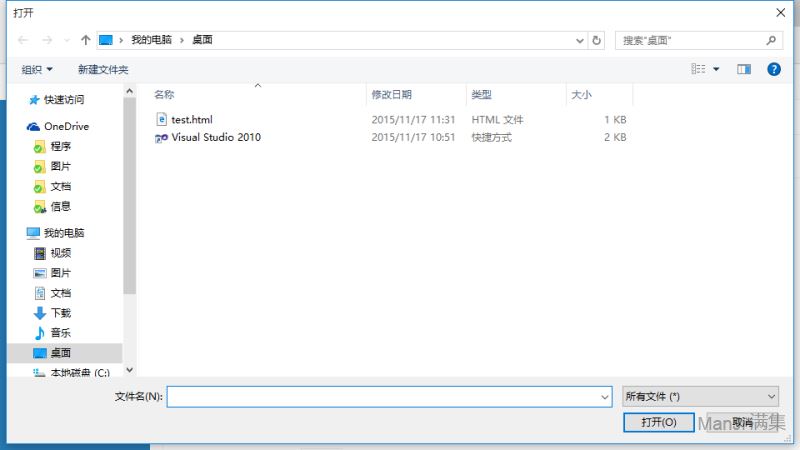 打开
我的电脑 > 桌面
搜索"桌面"
组织 新建文件夹
快速访问
OneDrive
程序
图片
文档
信息
我的电脑
视频
图片
文档
下载
音乐
桌面
本地磁盘 (C:)
名称 修改日期 类型 大小
test.html 2015/11/17 11:31 HTML 文件 1 KB
Visual Studio 2010 2015/11/17 10:51 快捷方式 2 KB
文件名(N): 所有文件 (*)
打开(O) 取消
满集